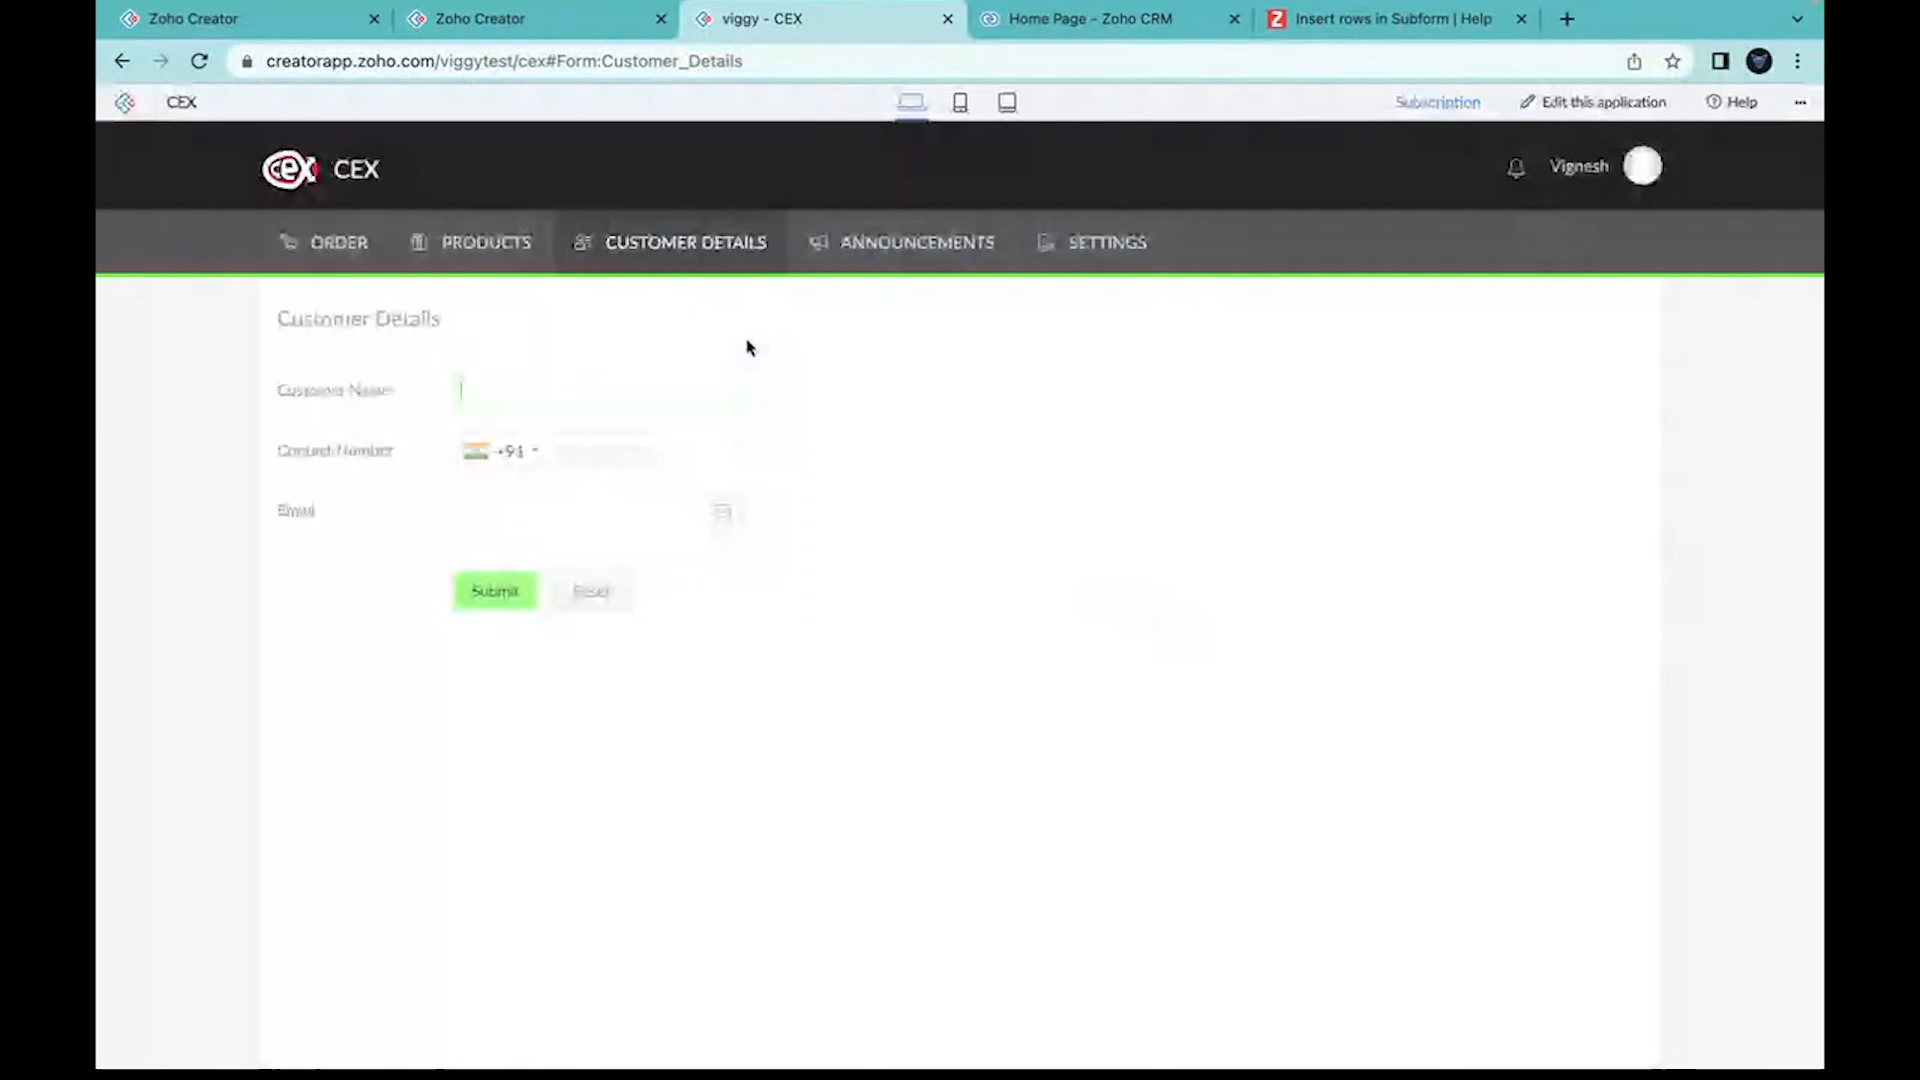 Zoho Creator
Zoho Creator
viggy - CEX
Home Page - Zoho CRM
Z Insert rows in Subform | Help
creatorapp.zoho.com/viggytest/cex#Form:Customer_Details
CEX
Subscription
Edit this application
Help
cex CEX
Vignesh
ORDER
PRODUCTS
CUSTOMER DETAILS
ANNOUNCEMENTS
SETTINGS
Customer Details
Customer Name
Contact Number
+91
Email
Submit
Reset